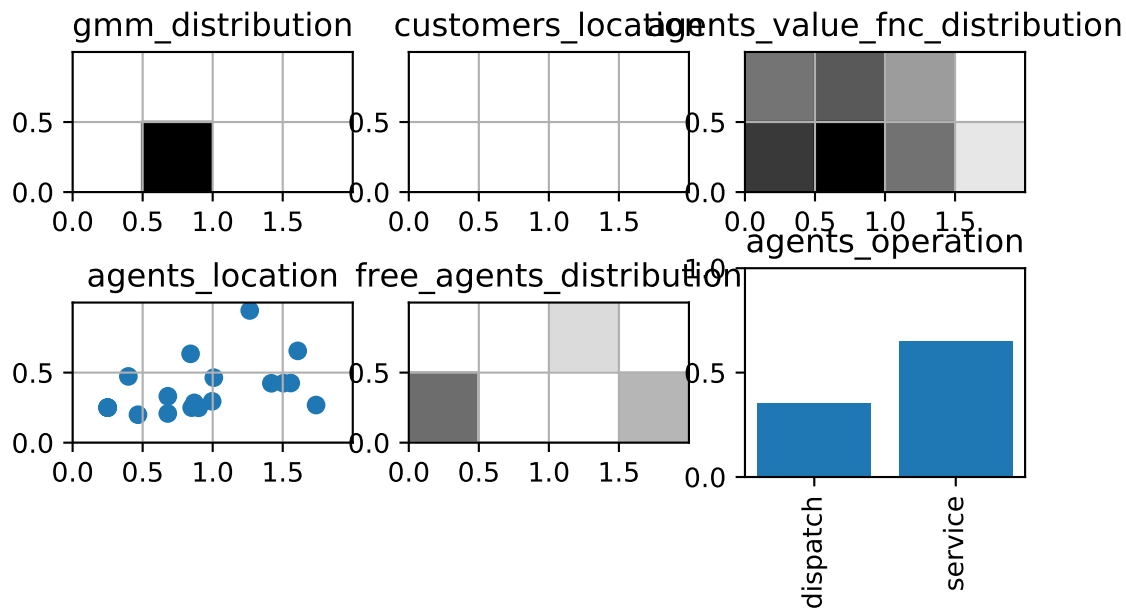 gmm_distribution
0.5
0.0
0.0 0.5 1.0 1.5
customers_location
0.5
0.0
0.0 0.5 1.0 1.5
agents_value_fnc_distribution
0.5
0.0
0.0 0.5 1.0 1.5
agents_location
0.5
0.0
0.0 0.5 1.0 1.5
free_agents_distribution
0.5
0.0
0.0 0.5 1.0 1.5
agents_operation
1.0
0.5
0.0
dispatch
service